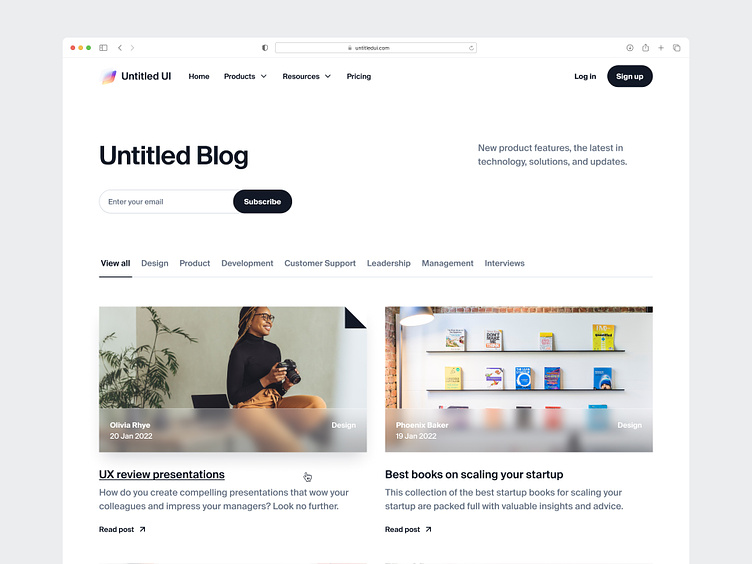 untitledui.com
Untitled UI
Home
Products
Resources
Pricing
Log in
Sign up
Untitled Blog
New product features, the latest in
technology, solutions, and updates.
Enter your email
Subscribe
View all
Design
Product
Development
Customer Support
Leadership
Management
Interviews
Olivia Rhye
20 Jan 2022
Design
Phoenix Baker
19 Jan 2022
Design
UX review presentations
How do you create compelling presentations that wow your
colleagues and impress your managers? Look no further.
Read post
Best books on scaling your startup
This collection of the best startup books for scaling your
startup are packed full with valuable insights and advice.
Read post